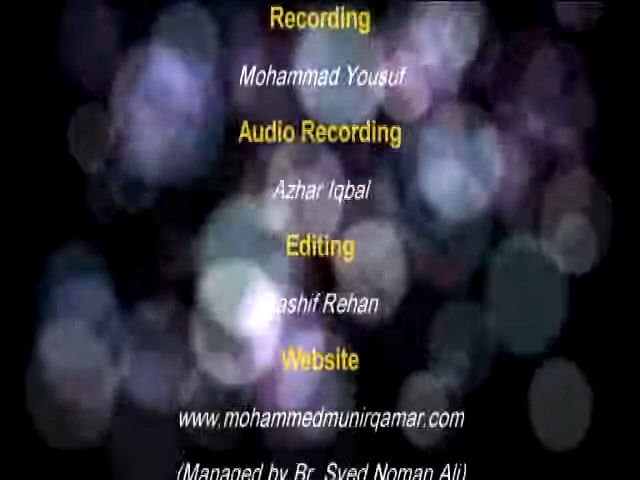 Recording
Mohammad Yousuf
Audio Recording
Azhar Iqbal
Editing
Rehan
Website
www.mohammedmunirqamar.com
(Managed by Br. Syed Noman Ali)